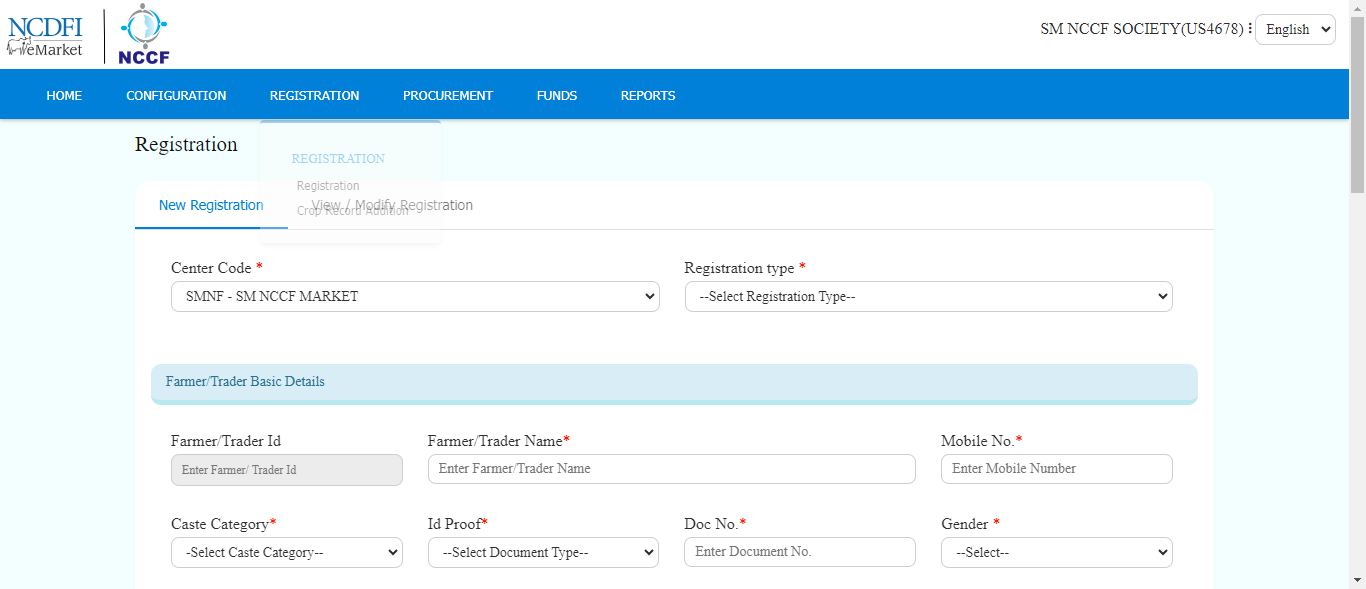 NCDFI
eMarket
NCCF
SM NCCF SOCIETY(US4678)
English
HOME CONFIGURATION REGISTRATION PROCUREMENT FUNDS REPORTS
Registration
REGISTRATION
Registration
Crop Record Addition
New Registration View / Modify Registration
Center Code * Registration type *
SMNF - SM NCCF MARKET --Select Registration Type--
Farmer/Trader Basic Details
Farmer/Trader Id Farmer/Trader Name* Mobile No.*
Enter Farmer/ Trader Id Enter Farmer/Trader Name Enter Mobile Number
Caste Category* Id Proof* Doc No.* Gender *
-Select Caste Category-- --Select Document Type-- Enter Document No. --Select--